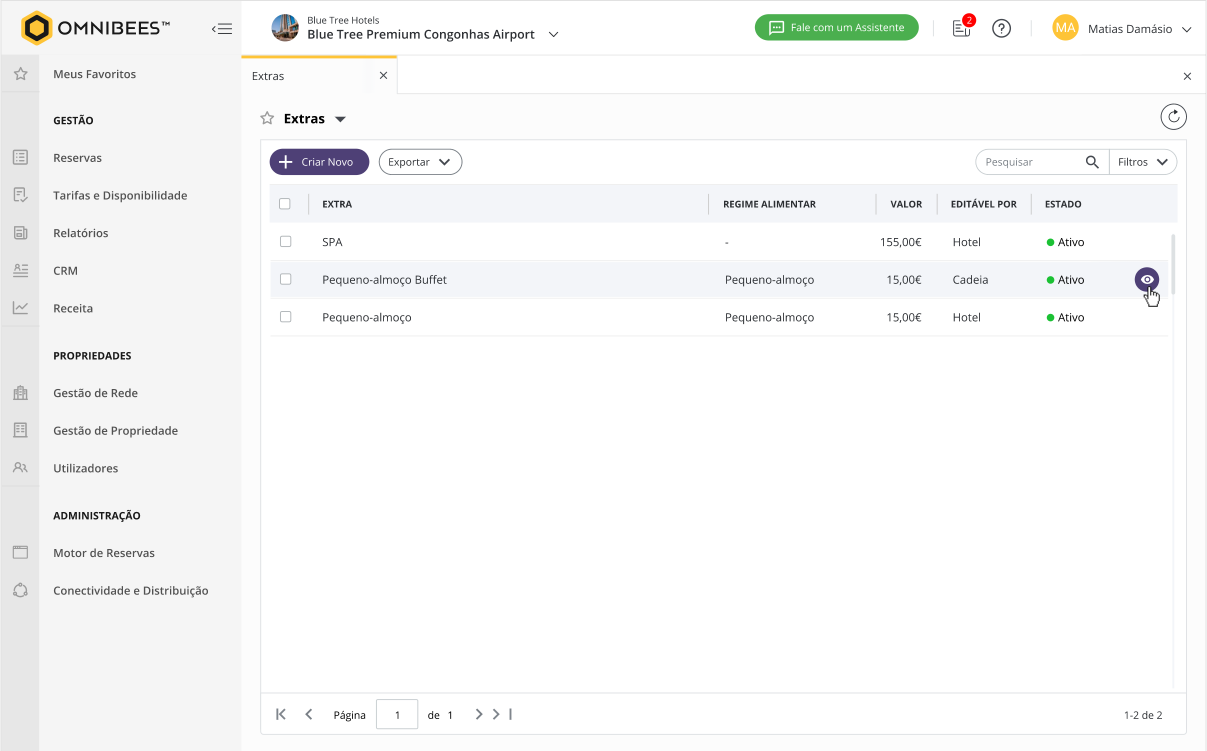 OMNIBEES™
Blue Tree Hotels
Blue Tree Premium Congonhas Airport
Fale com um Assistente
2
MA
Matias Damásio
Meus Favoritos
GESTÃO
Reservas
Tarifas e Disponibilidade
Relatórios
CRM
Receita
PROPRIEDADES
Gestão de Rede
Gestão de Propriedade
Utilizadores
ADMINISTRAÇÃO
Motor de Reservas
Conectividade e Distribuição
Extras
Extras
Criar Novo
Exportar
Pesquisar
Filtros
EXTRA REGIME ALIMENTAR VALOR EDITÁVEL POR ESTADO
SPA - 155,00€ Hotel Ativo
Pequeno-almoço Buffet Pequeno-almoço 15,00€ Cadeia Ativo
Pequeno-almoço Pequeno-almoço 15,00€ Hotel Ativo
Página 1 de 1
1-2 de 2